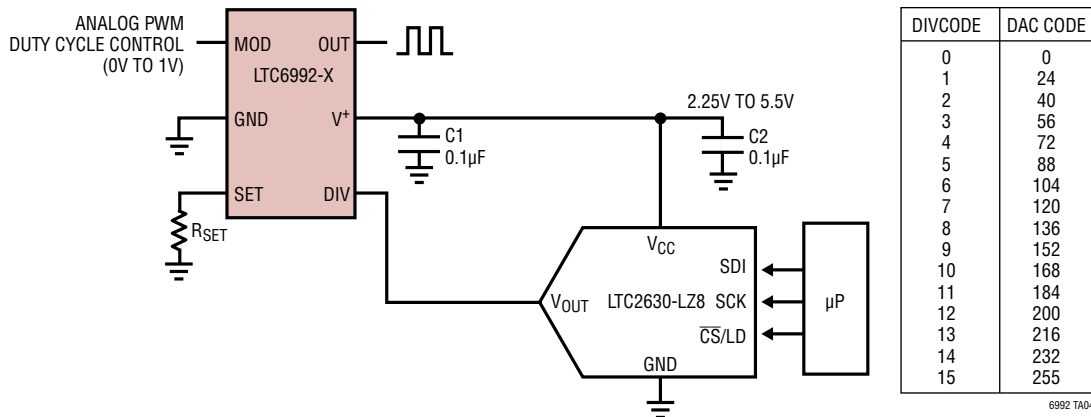 ANALOG PWM
DUTY CYCLE CONTROL
(0V TO 1V)
MOD
OUT
LTC6992-X
GND
V+
SET
DIV
RSET
C1
0.1µF
2.25V TO 5.5V
C2
0.1µF
VCC
SDI
VOUT
LTC2630-LZ8
SCK
CS/LD
GND
µP
DIVCODE DAC CODE
0 0
1 24
2 40
3 56
4 72
5 88
6 104
7 120
8 136
9 152
10 168
11 184
12 200
13 216
14 232
15 255
6992 TA04